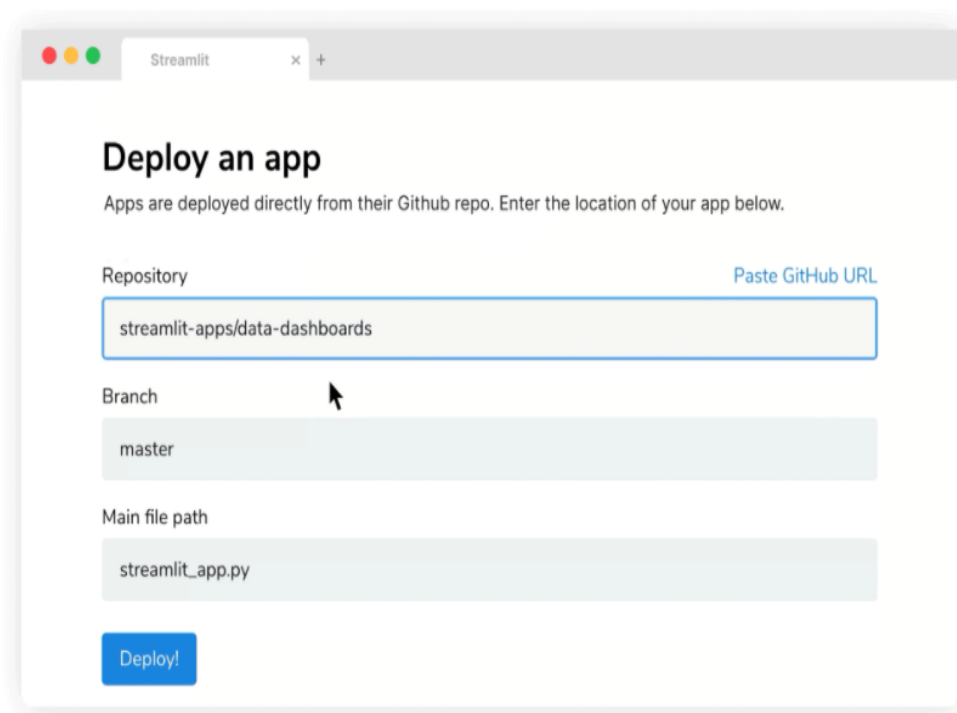 Streamlit × +
Deploy an app
Apps are deployed directly from their Github repo. Enter the location of your app below.
Repository Paste GitHub URL
streamlit-apps/data-dashboards
Branch
master
Main file path
streamlit_app.py
Deploy!